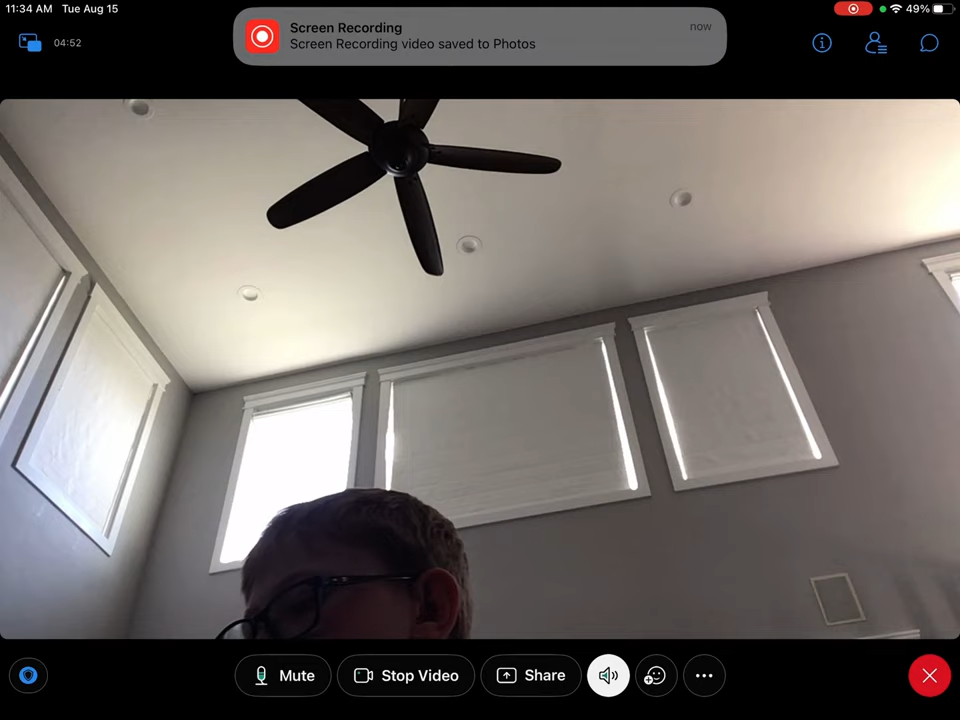 11:34 AM Tue Aug 15
49%
Screen Recording
now
Screen Recording video saved to Photos
04:52
Mute
Stop Video
Share